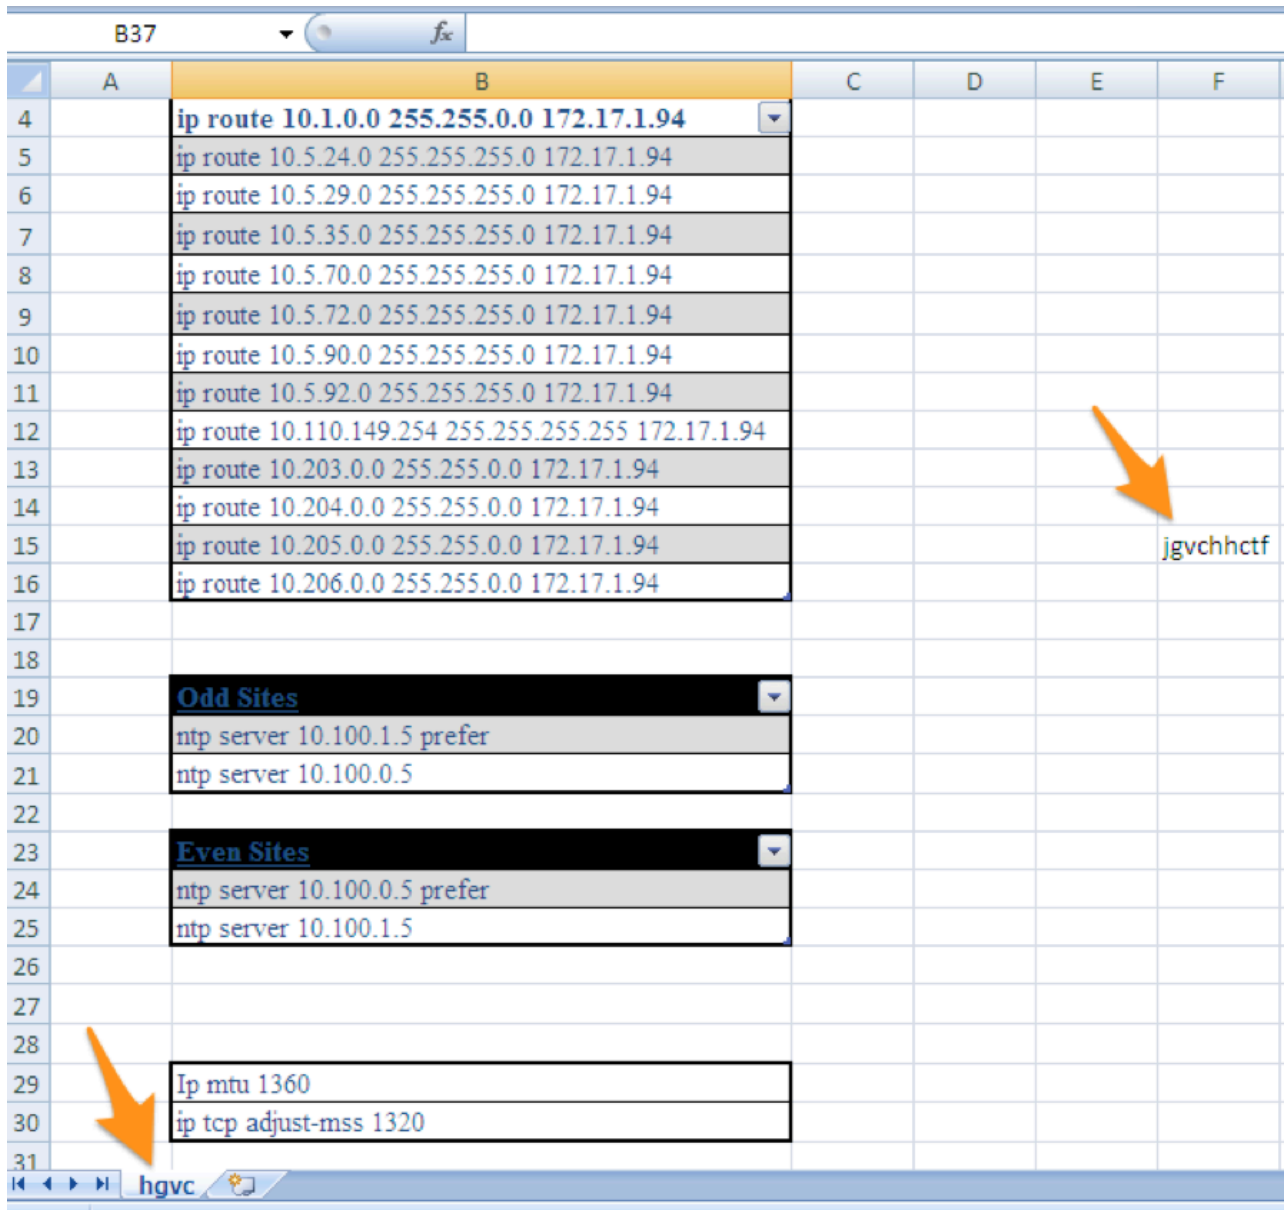 B37 fx
A B C D E F
4 ip route 10.1.0.0 255.255.0.0 172.17.1.94
5 ip route 10.5.24.0 255.255.255.0 172.17.1.94
6 ip route 10.5.29.0 255.255.255.0 172.17.1.94
7 ip route 10.5.35.0 255.255.255.0 172.17.1.94
8 ip route 10.5.70.0 255.255.255.0 172.17.1.94
9 ip route 10.5.72.0 255.255.255.0 172.17.1.94
10 ip route 10.5.90.0 255.255.255.0 172.17.1.94
11 ip route 10.5.92.0 255.255.255.0 172.17.1.94
12 ip route 10.110.149.254 255.255.255.255 172.17.1.94
13 ip route 10.203.0.0 255.255.0.0 172.17.1.94
14 ip route 10.204.0.0 255.255.0.0 172.17.1.94
15 ip route 10.205.0.0 255.255.0.0 172.17.1.94 jgvchhctf
16 ip route 10.206.0.0 255.255.0.0 172.17.1.94
17
18
19 Odd Sites
20 ntp server 10.100.1.5 prefer
21 ntp server 10.100.0.5
22
23 Even Sites
24 ntp server 10.100.0.5 prefer
25 ntp server 10.100.1.5
26
27
28
29 Ip mtu 1360
30 ip tcp adjust-mss 1320
31
hgvc